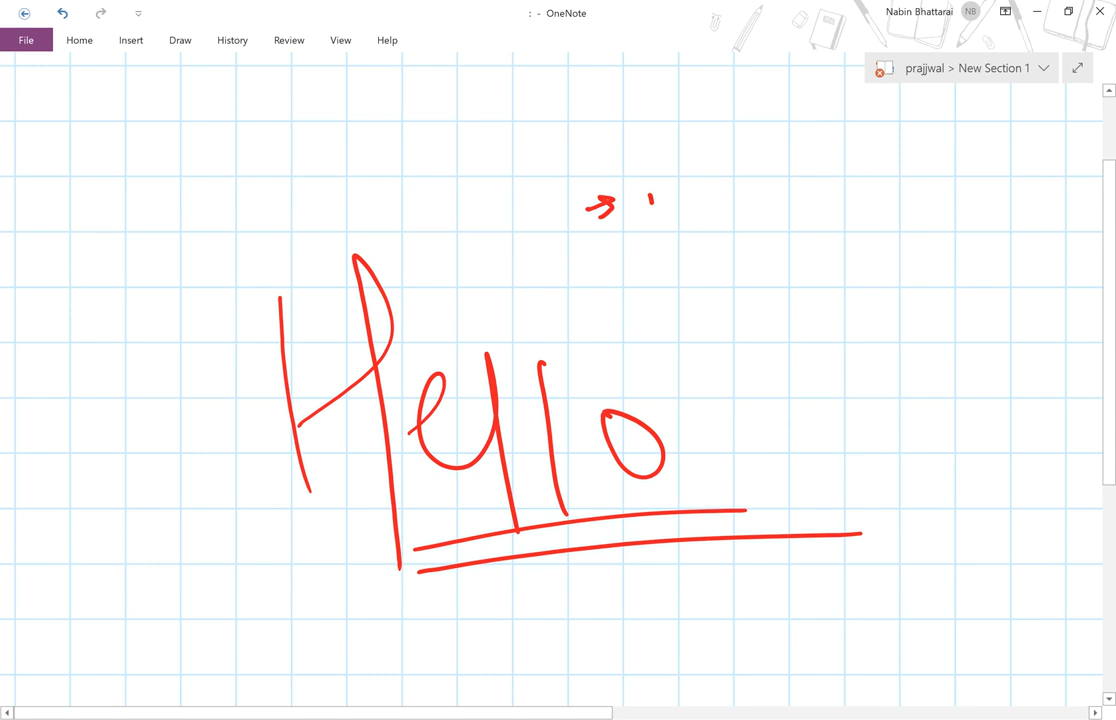 : - OneNote
Nabin Bhattarai NB
File Home Insert Draw History Review View Help
prajjwal > New Section 1
→
Hello